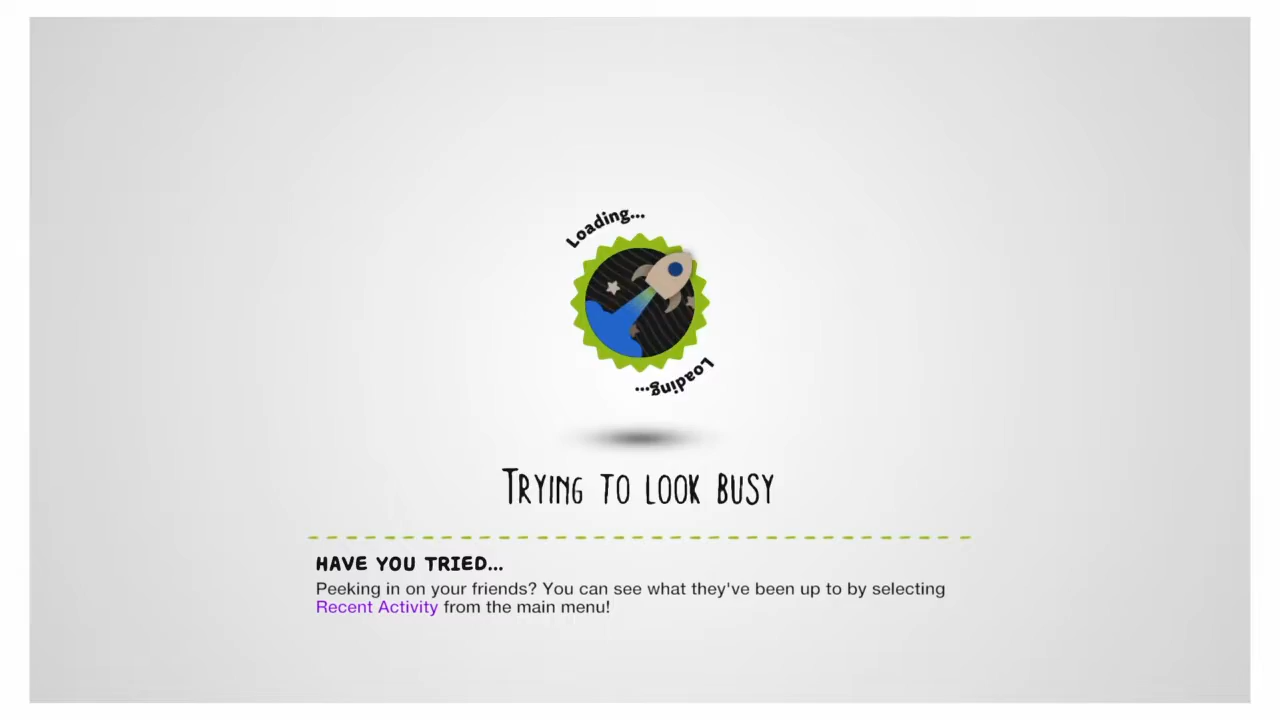 Loading...
Loading...
TRYING TO LOOK BUSY
HAVE YOU TRIED...
Peeking in on your friends? You can see what they've been up to by selecting
Recent Activity from the main menu!